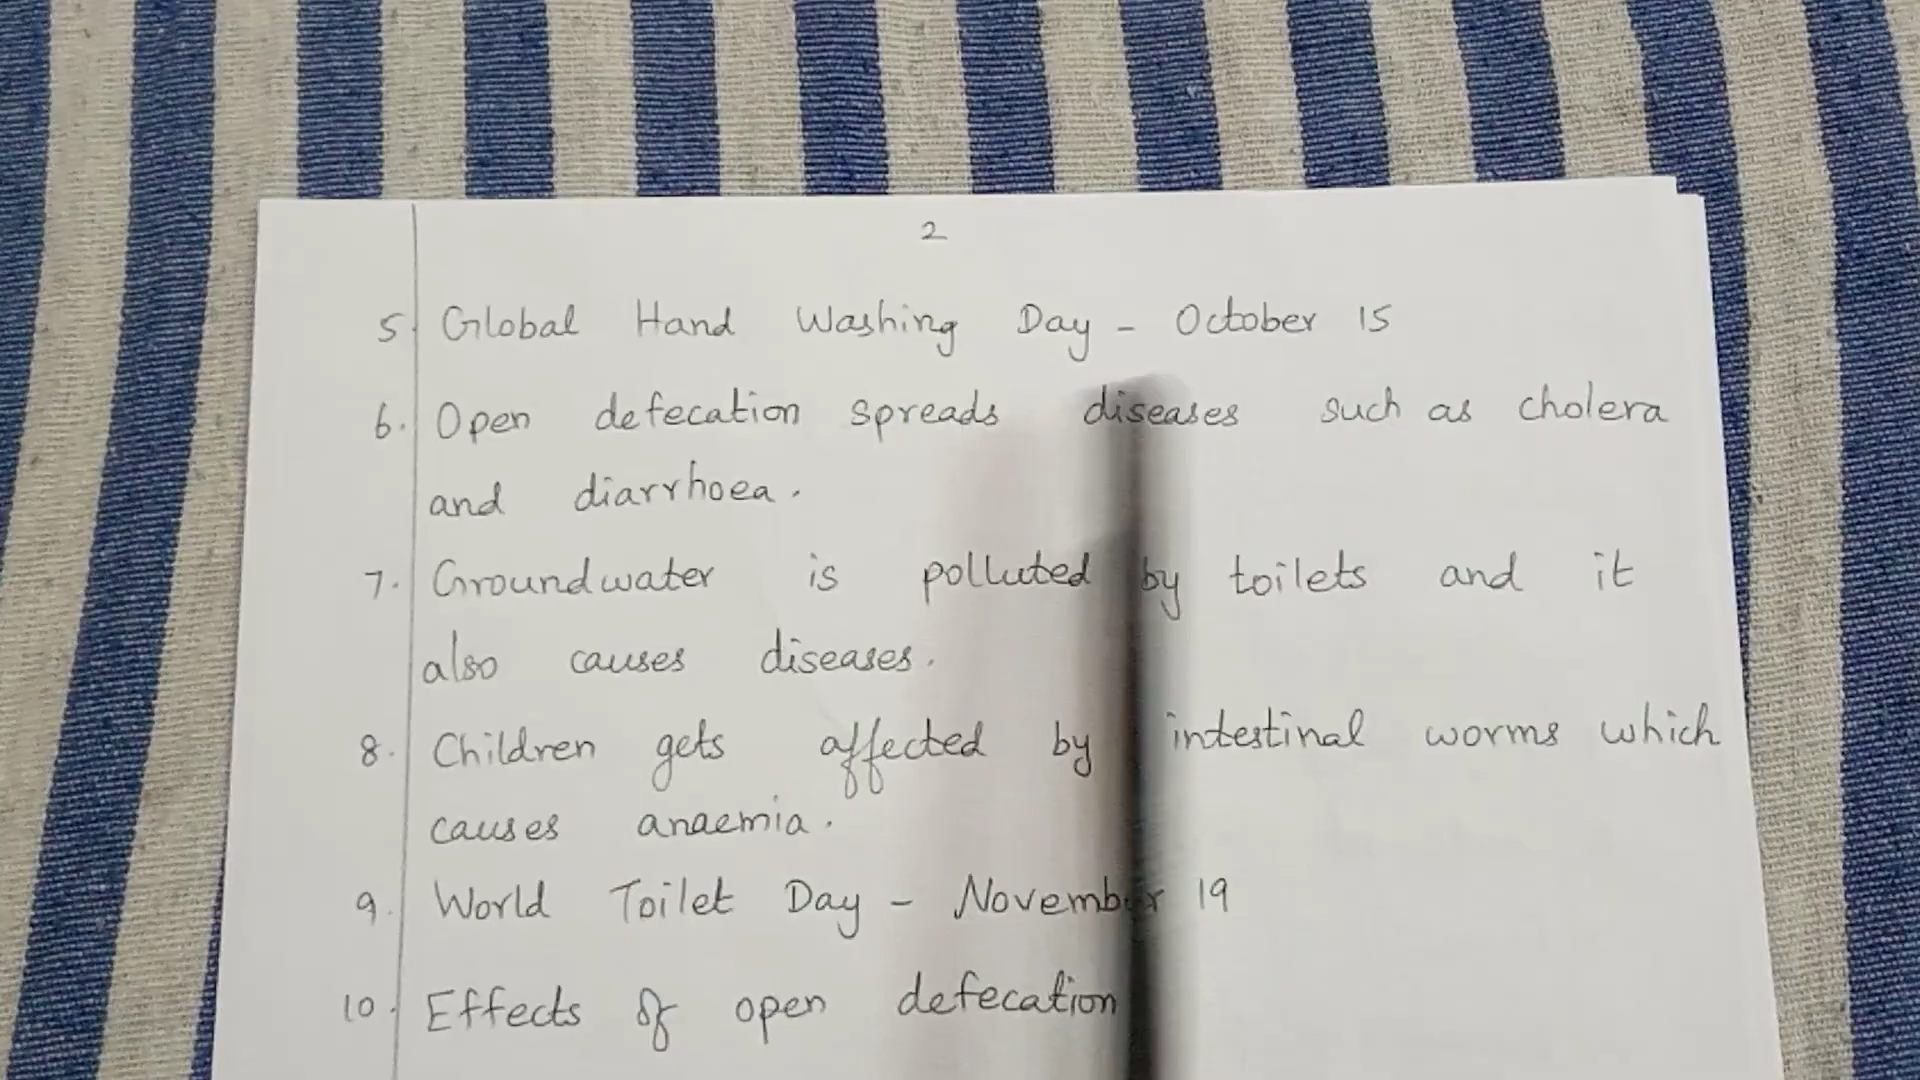 2
5. Global Hand Washing Day - October 15
6. Open defecation spreads diseases such as cholera
and diarrhoea.
7. Groundwater is polluted by toilets and it
also causes diseases.
8. Children gets affected by intestinal worms which
causes anaemia.
9. World Toilet Day - November 19
10. Effects of open defecation